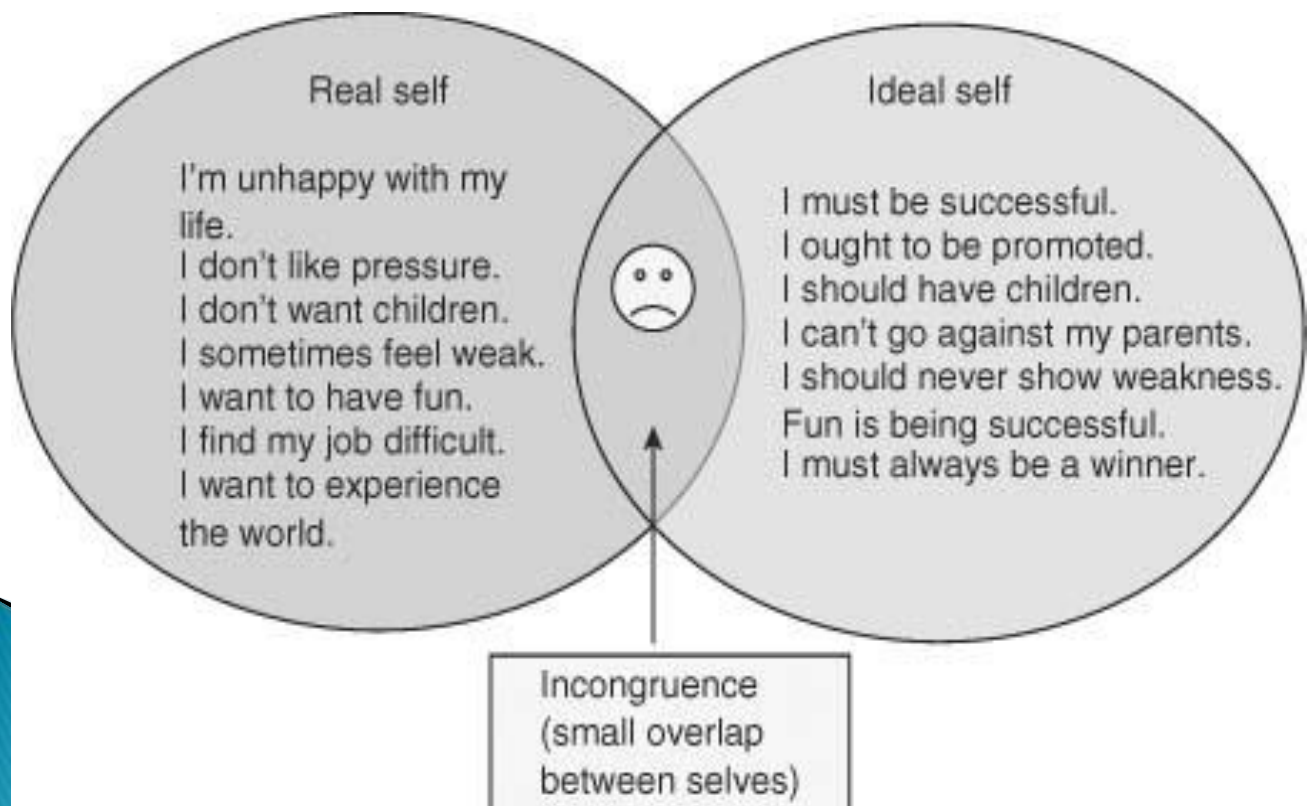 Real self
I'm unhappy with my
life.
I don't like pressure.
I don't want children.
I sometimes feel weak.
I want to have fun.
I find my job difficult.
I want to experience
the world.
Ideal self
I must be successful.
I ought to be promoted.
I should have children.
I can't go against my parents.
I should never show weakness.
Fun is being successful.
I must always be a winner.
Incongruence
(small overlap
between selves)